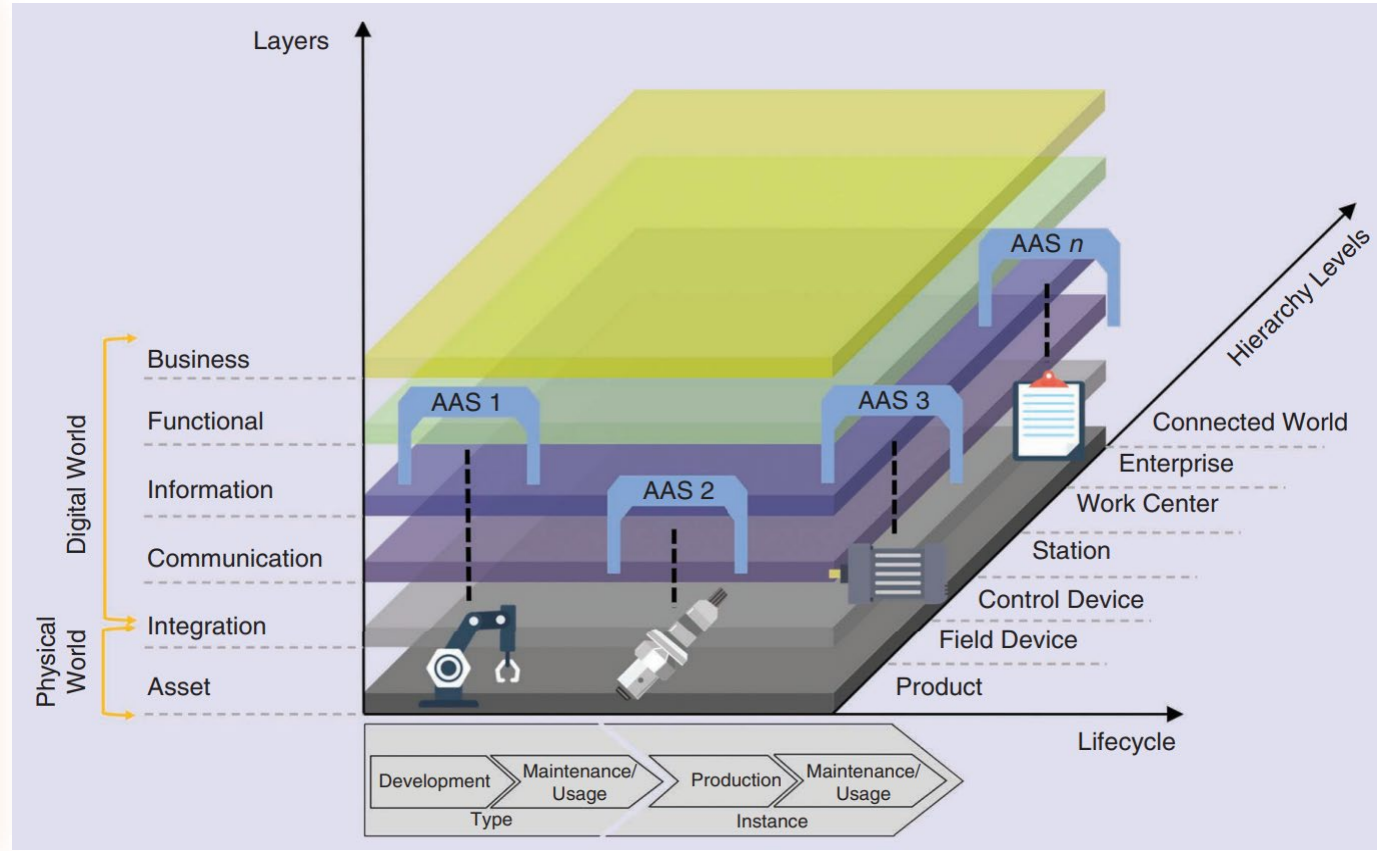 Layers
Business
Functional
Information
Communication
Integration
Asset
Digital World
Physical
World
AAS 1
AAS 2
AAS 3
AAS n
Hierarchy Levels
Connected World
Enterprise
Work Center
Station
Control Device
Field Device
Product
Lifecycle
Development
Maintenance/
Usage
Type
Production
Maintenance/
Usage
Instance